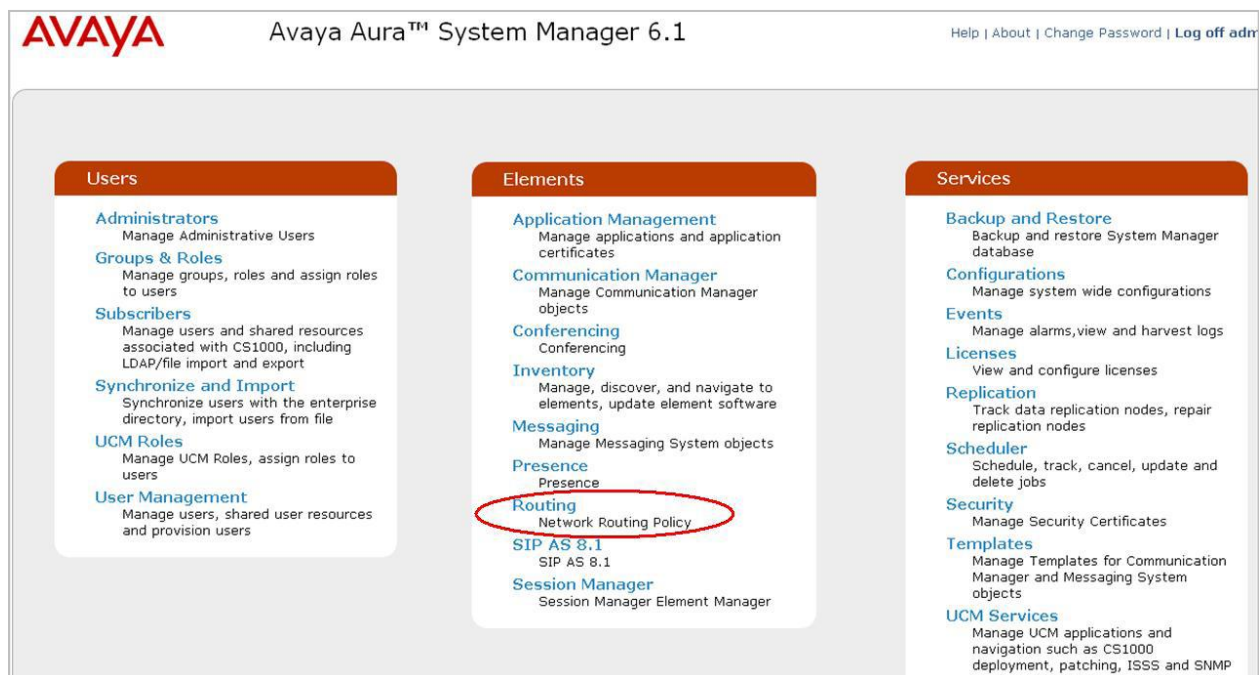 AVAYA
Avaya Aura™ System Manager 6.1
Help | About | Change Password | Log off adm
Users
Administrators
Manage Administrative Users
Groups & Roles
Manage groups, roles and assign roles
to users
Subscribers
Manage users and shared resources
associated with CS1000, including
LDAP/file import and export
Synchronize and Import
Synchronize users with the enterprise
directory, import users from file
UCM Roles
Manage UCM Roles, assign roles to
users
User Management
Manage users, shared user resources
and provision users
Elements
Application Management
Manage applications and application
certificates
Communication Manager
Manage Communication Manager
objects
Conferencing
Conferencing
Inventory
Manage, discover, and navigate to
elements, update element software
Messaging
Manage Messaging System objects
Presence
Presence
Routing
Network Routing Policy
SIP AS 8.1
SIP AS 8.1
Session Manager
Session Manager Element Manager
Services
Backup and Restore
Backup and restore System Manager
database
Configurations
Manage system wide configurations
Events
Manage alarms,view and harvest logs
Licenses
View and configure licenses
Replication
Track data replication nodes, repair
replication nodes
Scheduler
Schedule, track, cancel, update and
delete jobs
Security
Manage Security Certificates
Templates
Manage Templates for Communication
Manager and Messaging System
objects
UCM Services
Manage UCM applications and
navigation such as CS1000
deployment, patching, ISSS and SNMP